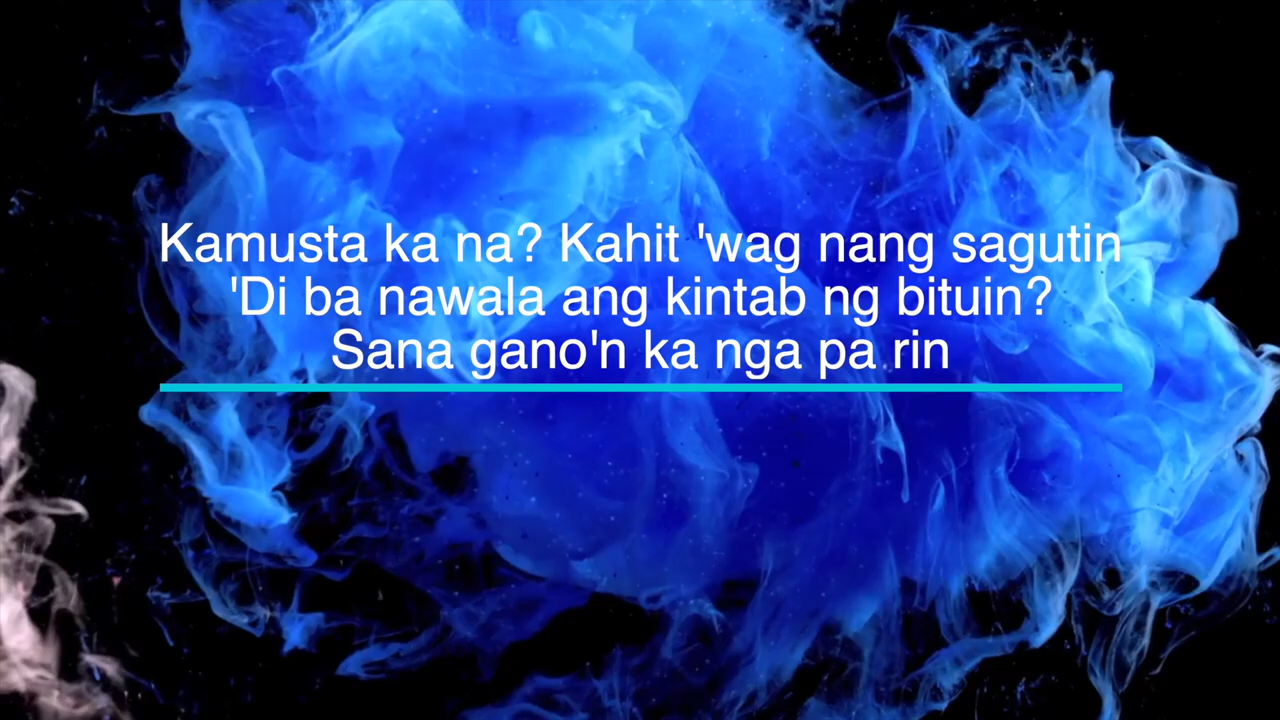 Kamusta ka na? Kahit 'wag nang sagutin
'Di ba nawala ang kintab ng bituin?
Sana gano'n ka nga pa rin